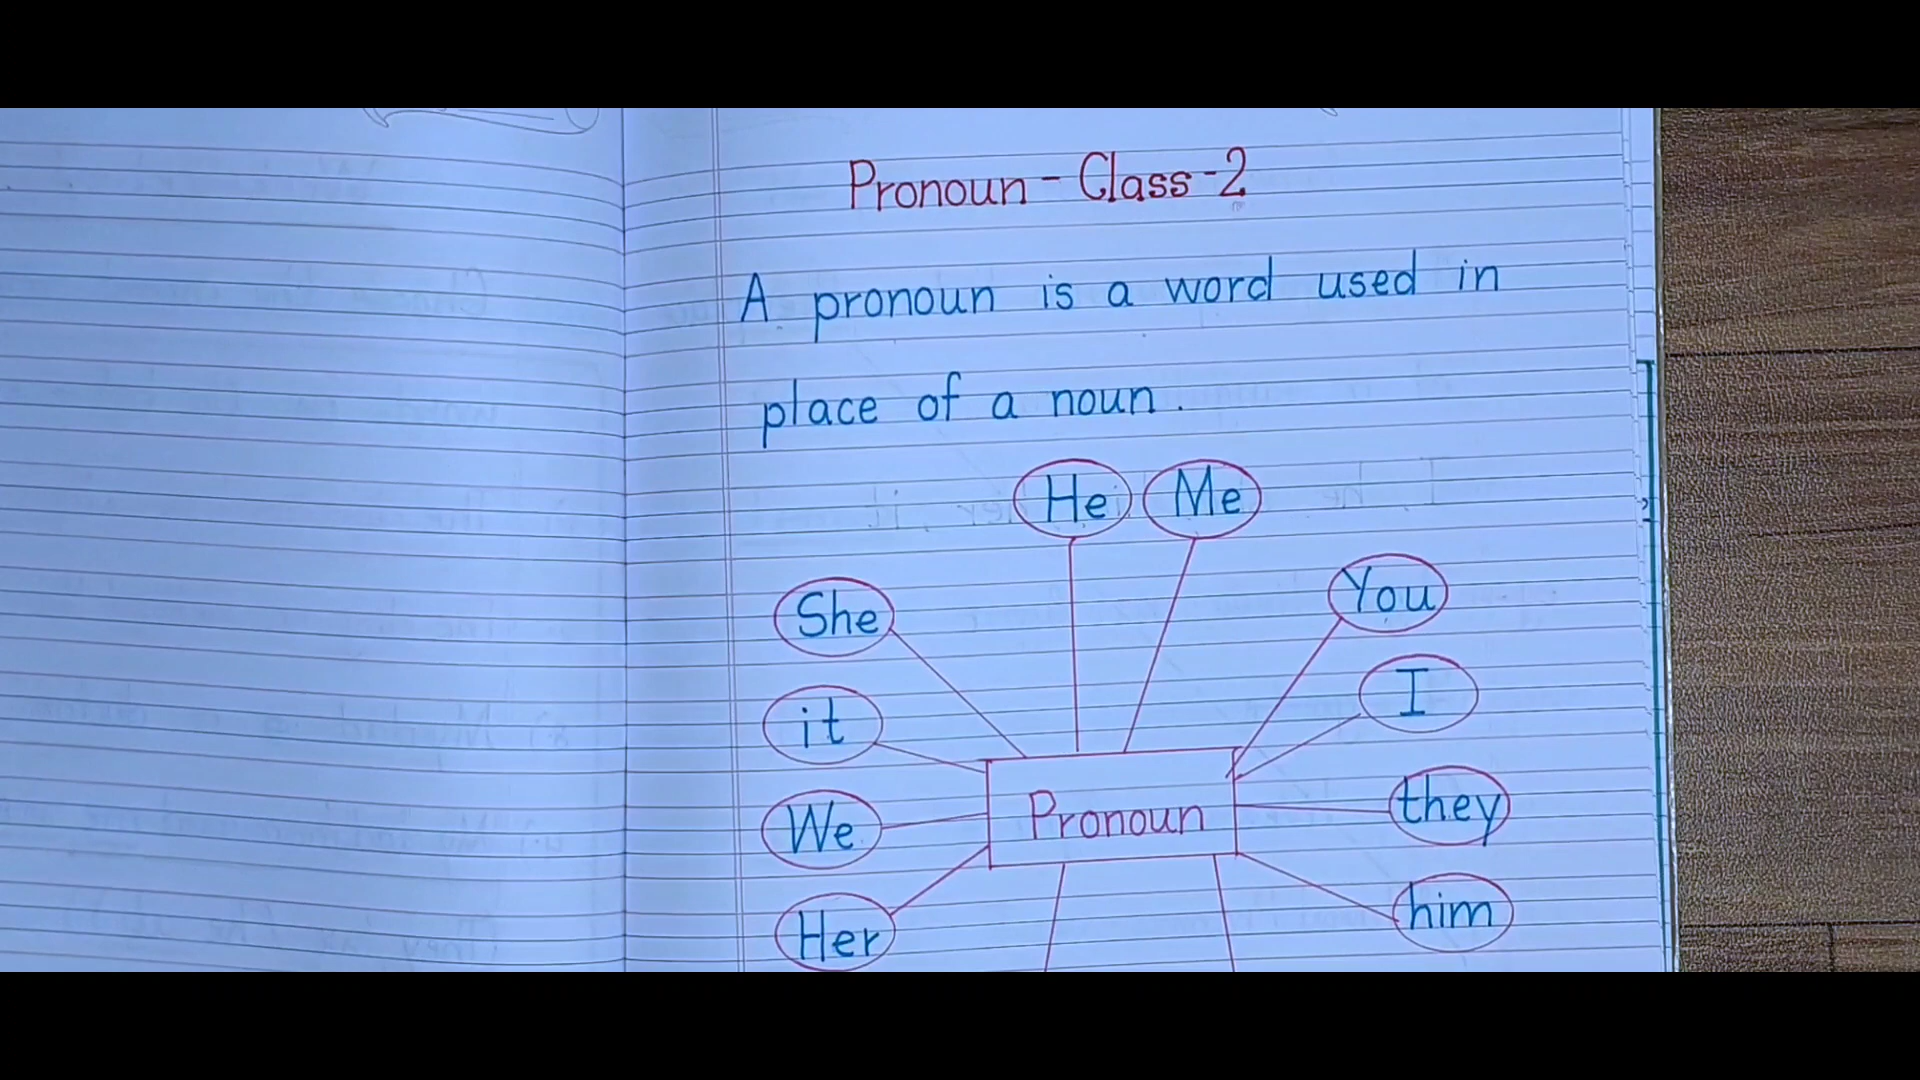 Pronoun - Class - 2
A pronoun is a word used in
place of a noun.
He Me
She
You
it
I
We
Pronoun
they
Her
him